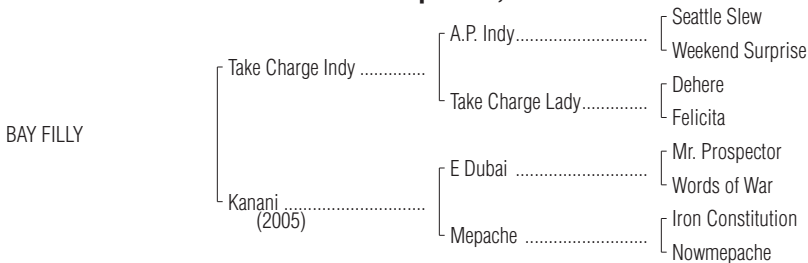 Seattle Slew
A.P. Indy
Weekend Surprise
Take Charge Indy
Dehere
Take Charge Lady
Felicita
BAY FILLY
Mr. Prospector
E Dubai
Words of War
Kanani
(2005)
Iron Constitution
Mepache
Nowmepache